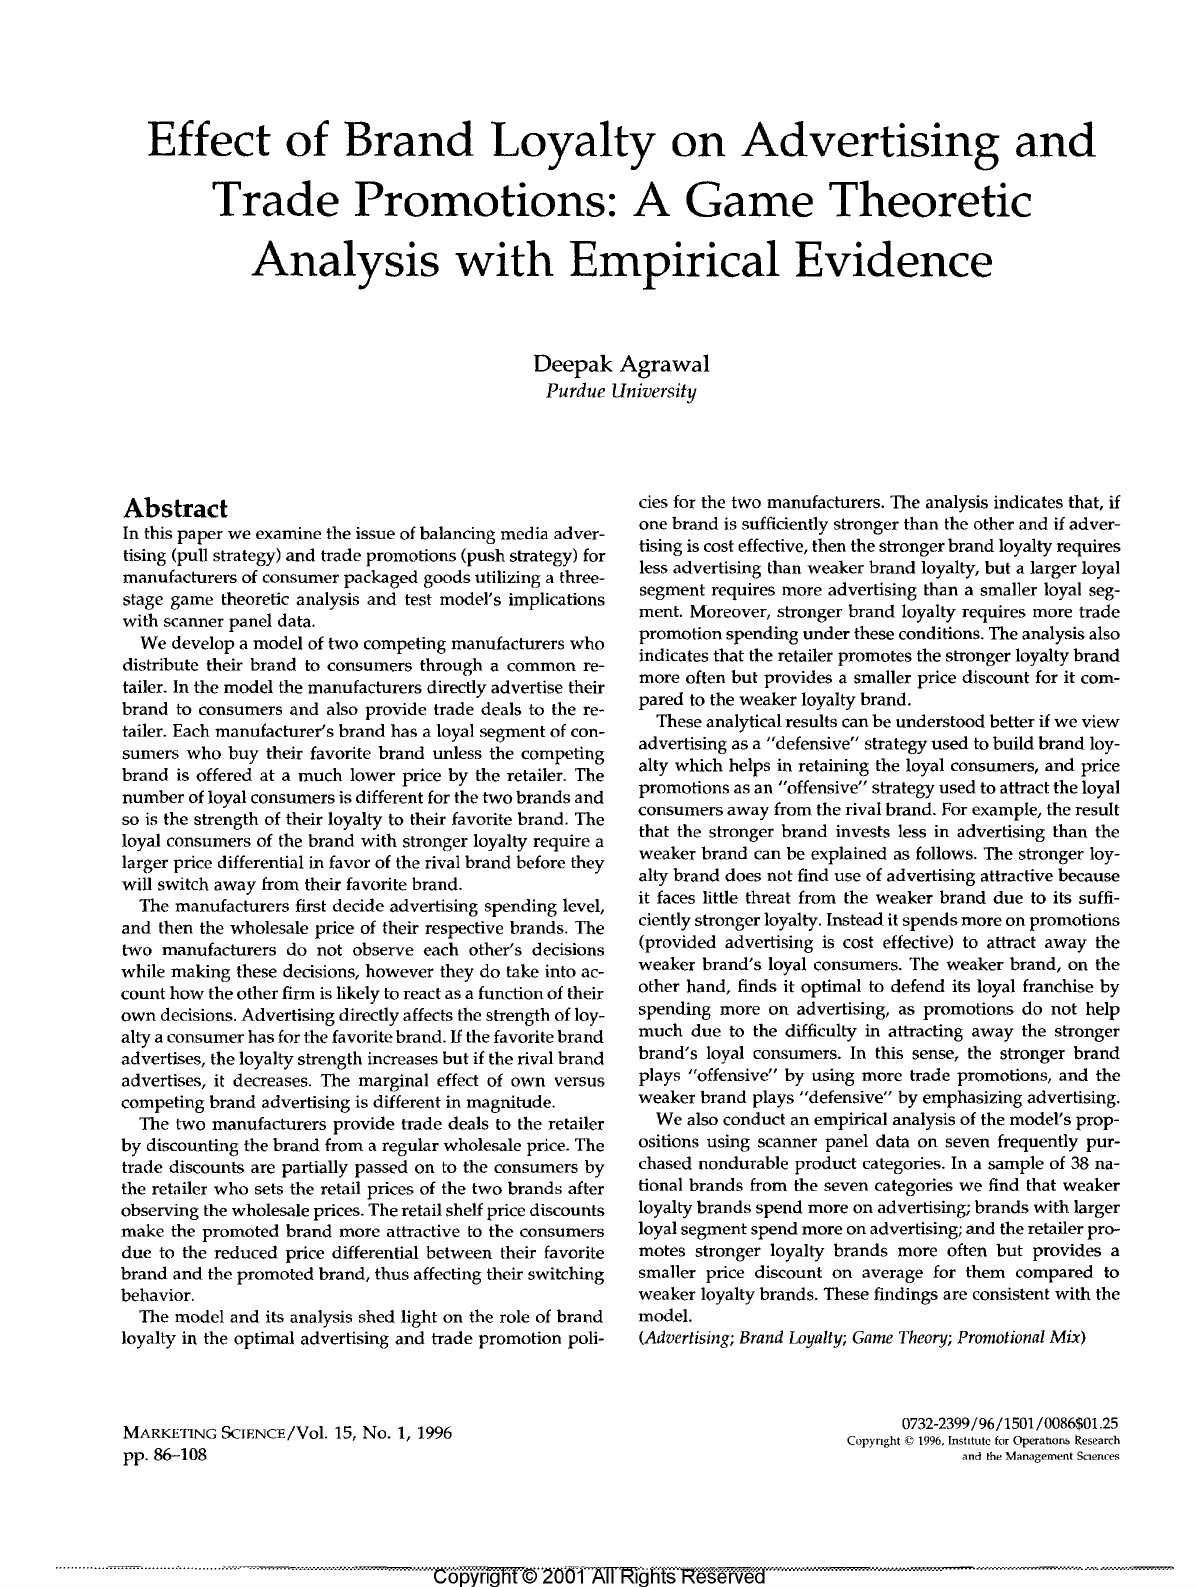 Effect of Brand Loyalty on Advertising and
Trade Promotions: A Game Theoretic
Analysis with Empirical Evidence
Deepak Agrawal
Purdue University
Abstract
In this paper we examine the issue of balancing media adver-
tising (pull strategy) and trade promotions (push strategy) for
manufacturers of consumer packaged goods utilizing a three-
stage game theoretic analysis and test model's implications
with scanner panel data.
We develop a model of two competing manufacturers who
distribute their brand to consumers through a common re-
tailer. In the model the manufacturers directly advertise their
brand to consumers and also provide trade deals to the re-
tailer. Each manufacturer's brand has a loyal segment of con-
sumers who buy their favorite brand unless the competing
brand is offered at a much lower price by the retailer. The
number of loyal consumers is different for the two brands and
so is the strength of their loyalty to their favorite brand. The
loyal consumers of the brand with stronger loyalty require a
larger price differential in favor of the rival brand before they
will switch away from their favorite brand.
The manufacturers first decide advertising spending level,
and then the wholesale price of their respective brands. The
two manufacturers do not observe each other's decisions
while making these decisions, however they do take into ac-
count how the other firm is likely to react as a function of their
own decisions. Advertising directly affects the strength of loy-
alty a consumer has for the favorite brand. If the favorite brand
advertises, the loyalty strength increases but if the rival brand
advertises, it decreases. The marginal effect of own versus
competing brand advertising is different in magnitude.
The two manufacturers provide trade deals to the retailer
by discounting the brand from a regular wholesale price. The
trade discounts are partially passed on to the consumers by
the retailer who sets the retail prices of the two brands after
observing the wholesale prices. The retail shelf price discounts
make the promoted brand more attractive to the consumers
due to the reduced price differential between their favorite
brand and the promoted brand, thus affecting their switching
behavior.
The model and its analysis shed light on the role of brand
loyalty in the optimal advertising and trade promotion poli-
cies for the two manufacturers. The analysis indicates that, if
one brand is sufficiently stronger than the other and if adver-
tising is cost effective, then the stronger brand loyalty requires
less advertising than weaker brand loyalty, but a larger loyal
segment requires more advertising than a smaller loyal seg-
ment. Moreover, stronger brand loyalty requires more trade
promotion spending under these conditions. The analysis also
indicates that the retailer promotes the stronger loyalty brand
more often but provides a smaller price discount for it com-
pared to the weaker loyalty brand.
These analytical results can be understood better if we view
advertising as a "defensive" strategy used to build brand loy-
alty which helps in retaining the loyal consumers, and price
promotions as an "offensive" strategy used to attract the loyal
consumers away from the rival brand. For example, the result
that the stronger brand invests less in advertising than the
weaker brand can be explained as follows. The stronger loy-
alty brand does not find use of advertising attractive because
it faces little threat from the weaker brand due to its suffi-
ciently stronger loyalty. Instead it spends more on promotions
(provided advertising is cost effective) to attract away the
weaker brand's loyal consumers. The weaker brand, on the
other hand, finds it optimal to defend its loyal franchise by
spending more on advertising, as promotions do not help
much due to the difficulty in attracting away the stronger
brand's loyal consumers. In this sense, the stronger brand
plays "offensive" by using more trade promotions, and the
weaker brand plays "defensive" by emphasizing advertising.
We also conduct an empirical analysis of the model's prop-
ositions using scanner panel data on seven frequently pur-
chased nondurable product categories. In a sample of 38 na-
tional brands from the seven categories we find that weaker
loyalty brands spend more on advertising; brands with larger
loyal segment spend more on advertising; and the retailer pro-
motes stronger loyalty brands more often but provides a
smaller price discount on average for them compared to
weaker loyalty brands. These findings are consistent with the
model.
(Advertising; Brand Loyalty; Game Theory; Promotional Mix)
MARKETING SCIENCE/Vol. 15, No. 1, 1996
pp. 86–108
0732-2399/96/1501/0086$01.25
Copyright © 1996, Institute for Operations Research
and the Management Sciences
Copyright © 2001 All Rights Reserved